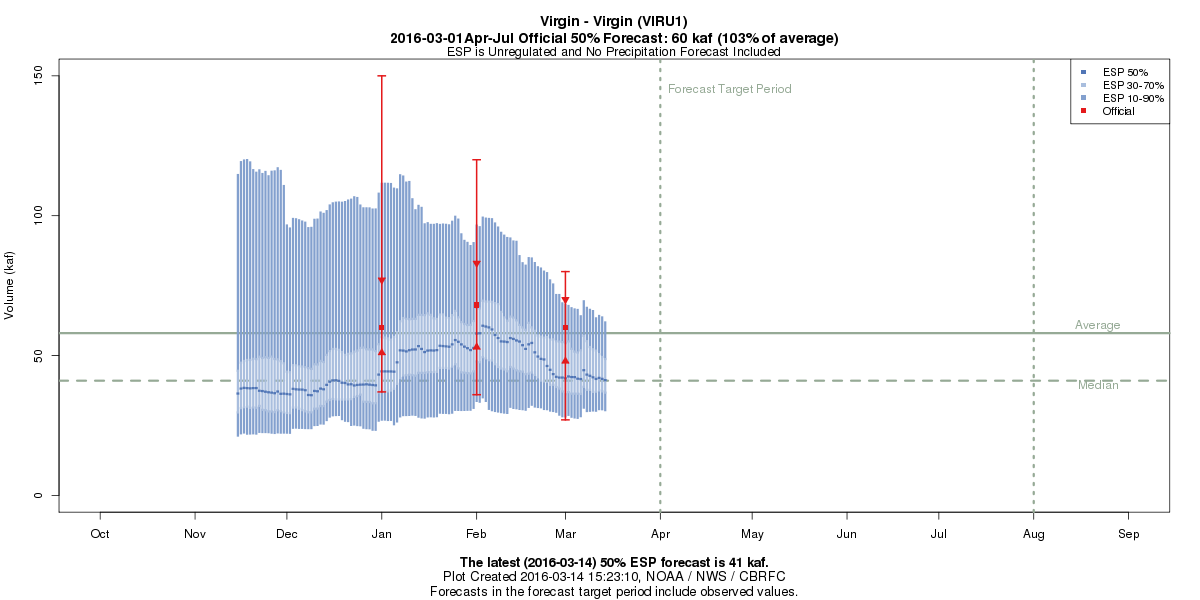 Virgin - Virgin (VIRU1)
2016-03-01Apr-Jul Official 50% Forecast: 60 kaf (103% of average)
ESP is Unregulated and No Precipitation Forecast Included
Volume (kaf)
150
100
50
0
Forecast Target Period
ESP 50%
ESP 30-70%
ESP 10-90%
Official
Average
Median
Oct Nov Dec Jan Feb Mar Apr May Jun Jul Aug Sep
The latest (2016-03-14) 50% ESP forecast is 41 kaf.
Plot Created 2016-03-14 15:23:10, NOAA / NWS / CBRFC
Forecasts in the forecast target period include observed values.